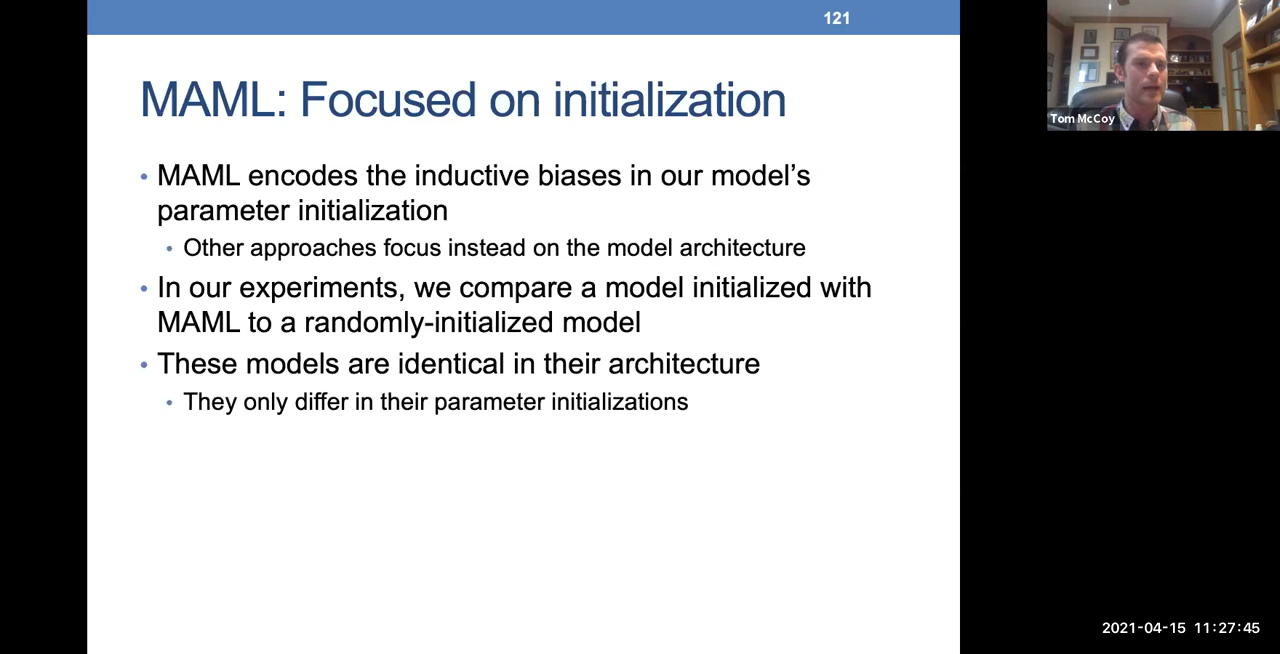 121
MAML: Focused on initialization
• MAML encodes the inductive biases in our model’s
parameter initialization
• Other approaches focus instead on the model architecture
• In our experiments, we compare a model initialized with
MAML to a randomly-initialized model
• These models are identical in their architecture
• They only differ in their parameter initializations
Tom McCoy
2021-04-15 11:27:45